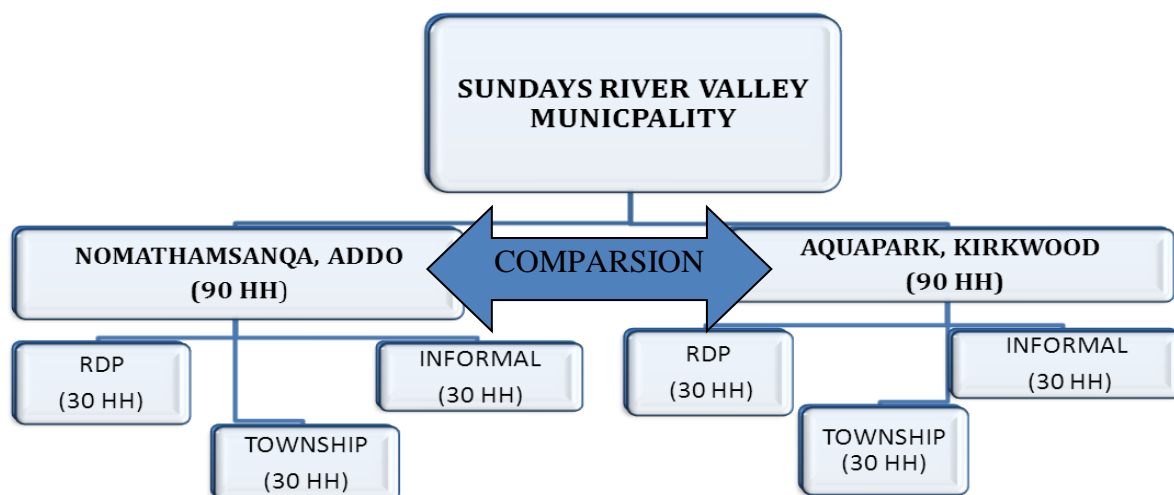 SUNDAYS RIVER VALLEY
MUNICPALITY
NOMATHAMSANQA, ADDO
(90 HH)
COMPARSION
AQUAPARK, KIRKWOOD
(90 HH)
RDP
(30 HH)
TOWNSHIP
(30 HH)
INFORMAL
(30 HH)
RDP
(30 HH)
TOWNSHIP
(30 HH)
INFORMAL
(30 HH)